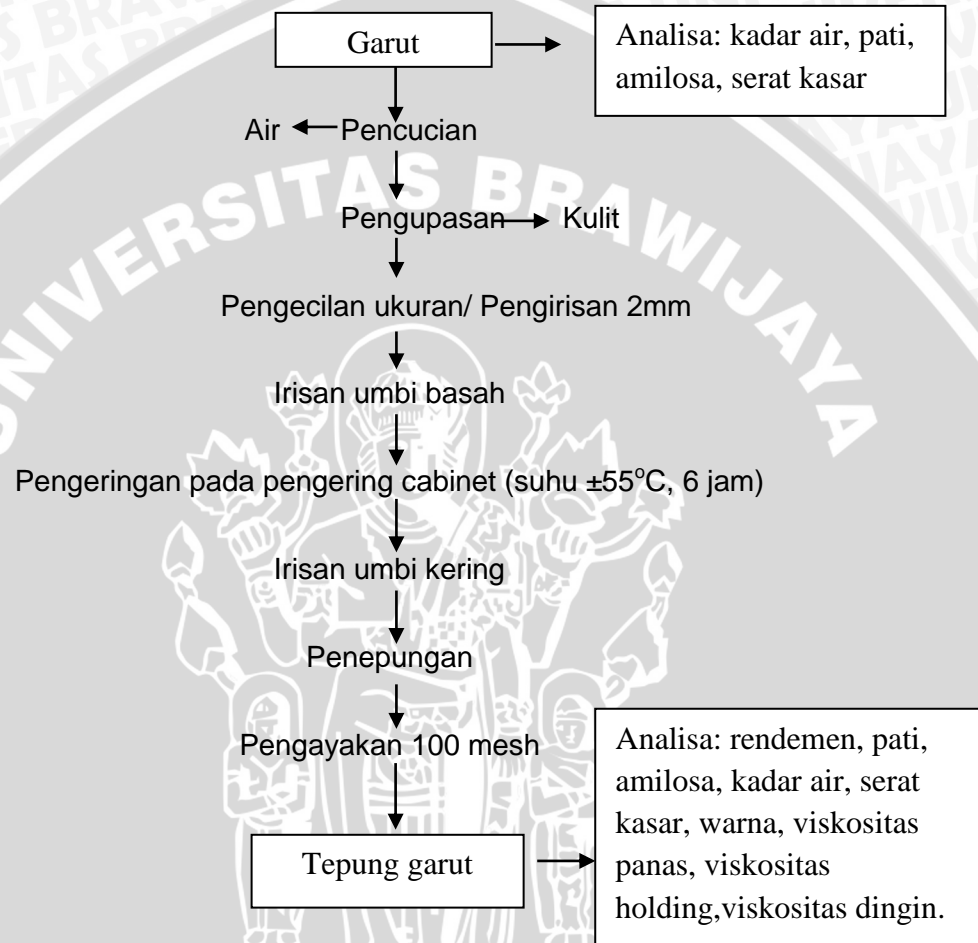 Garut
Analisa: kadar air, pati,
amilosa, serat kasar
Air
Pencucian
Pengupasan
Kulit
Pengecilan ukuran/ Pengirisan 2mm
Irisan umbi basah
Pengeringan pada pengering cabinet (suhu ±55°C, 6 jam)
Irisan umbi kering
Penepungan
Pengayakan 100 mesh
Tepung garut
Analisa: rendemen, pati,
amilosa, kadar air, serat
kasar, warna, viskositas
panas, viskositas
holding,viskositas dingin.
UNIVERSITAS BRAWIJAYA